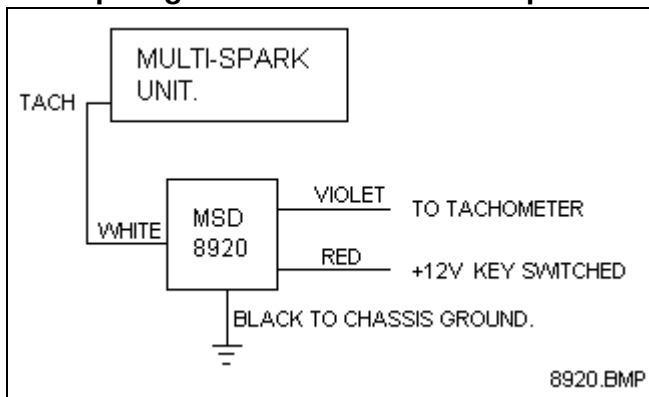 MULTI-SPARK
UNIT.
TACH
VIOLET
TO TACHOMETER
WHITE
MSD
8920
RED
+12V KEY SWITCHED
BLACK TO CHASSIS GROUND.
8920.BMP